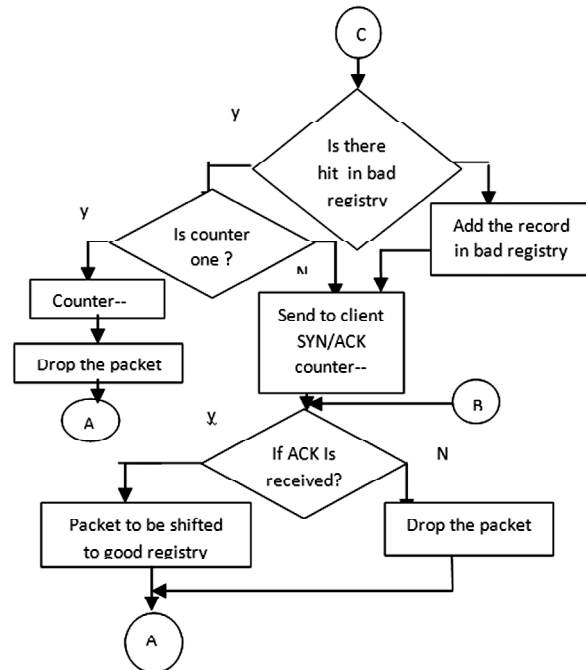 C
y
Is there
hit in bad
registry
y
Is counter
one ?
N
Add the record
in bad registry
Counter--
Send to client
SYN/ACK
counter--
Drop the packet
A
B
y
If ACK Is
received?
N
Packet to be shifted
to good registry
Drop the packet
A